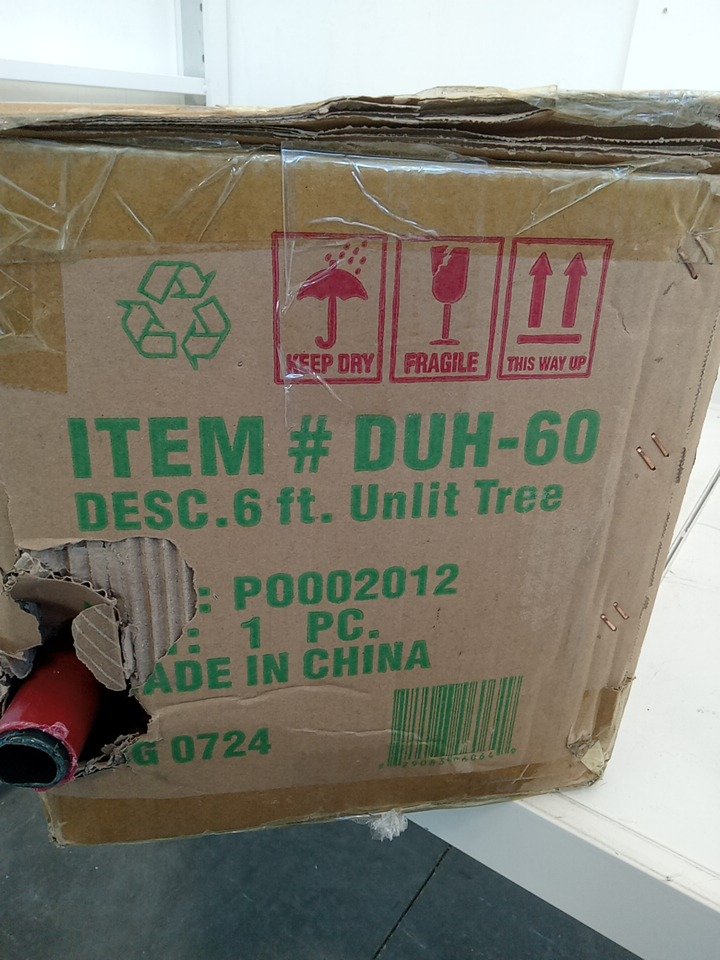 KEEP DRY
FRAGILE
THIS WAY UP
ITEM # DUH-60
DESC.6 ft. Unlit Tree
: P0002012
: 1 PC.
ADE IN CHINA
G 0724